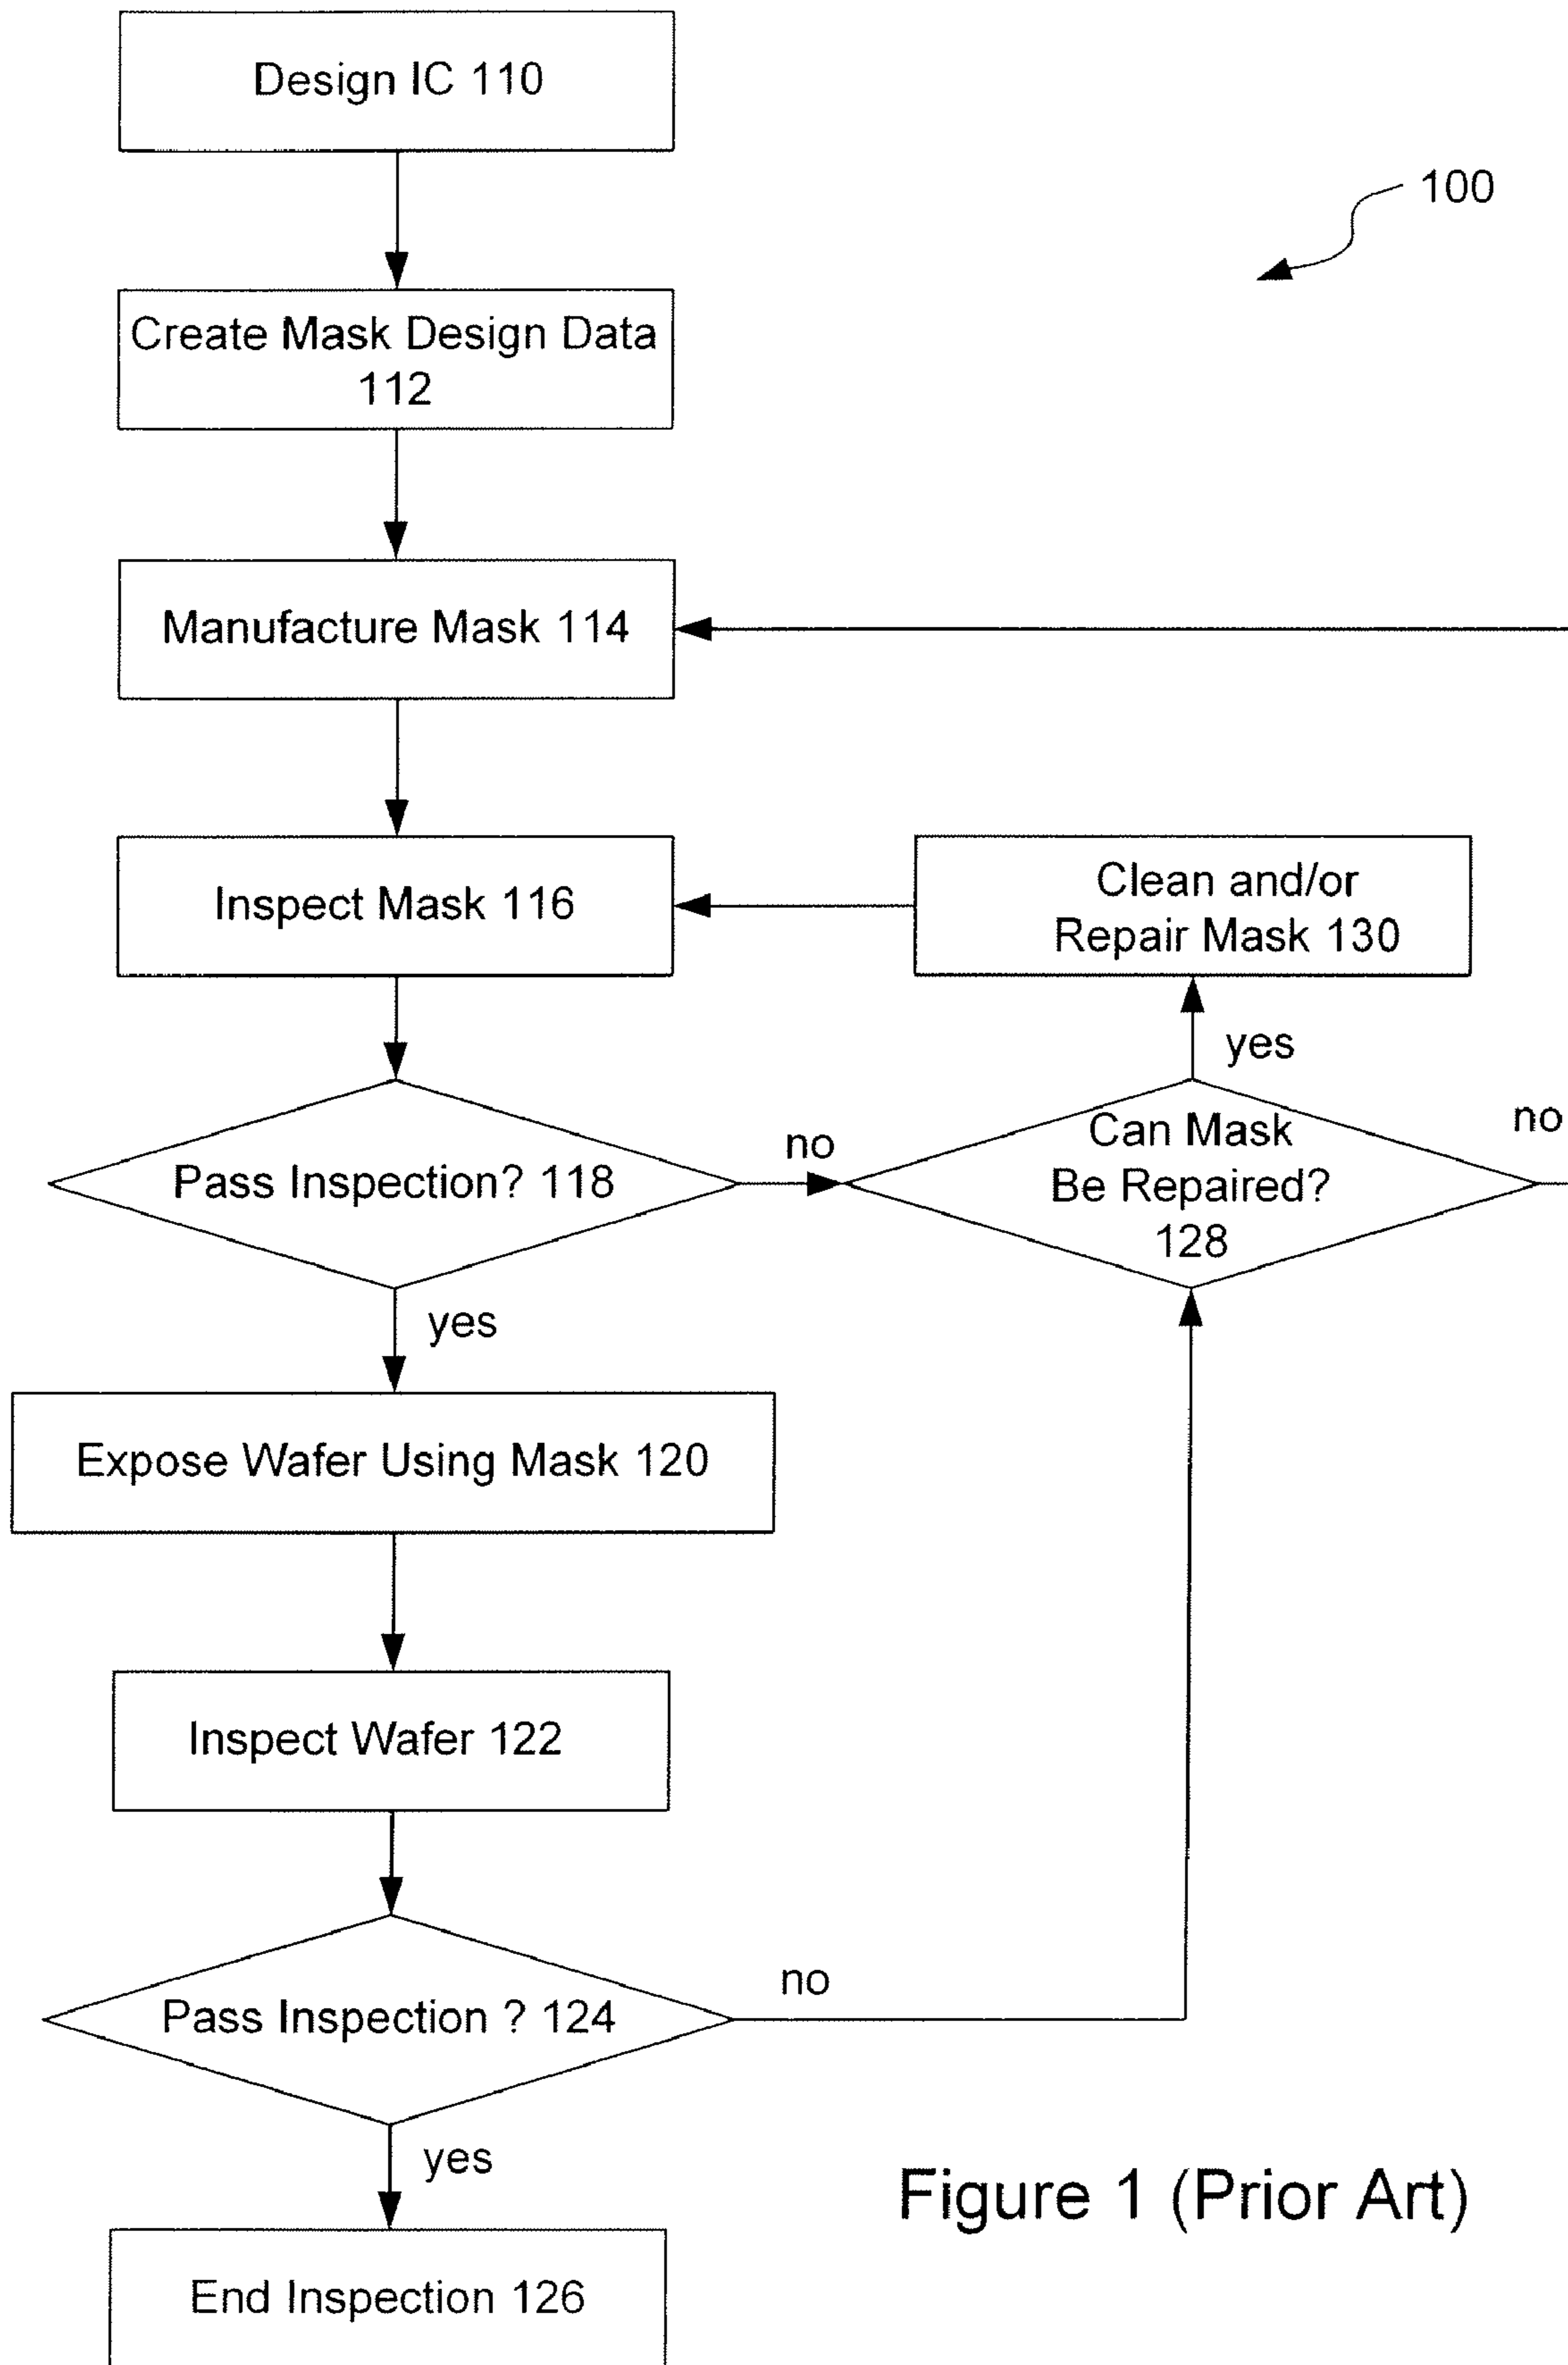 Design IC 110
100
Create Mask Design Data
112
Manufacture Mask 114
Inspect Mask 116
Clean and/or
Repair Mask 130
yes
Pass Inspection? 118
no
Can Mask
Be Repaired?
128
no
yes
Expose Wafer Using Mask 120
Inspect Wafer 122
Pass Inspection ? 124
no
yes
End Inspection 126
Figure 1 (Prior Art)